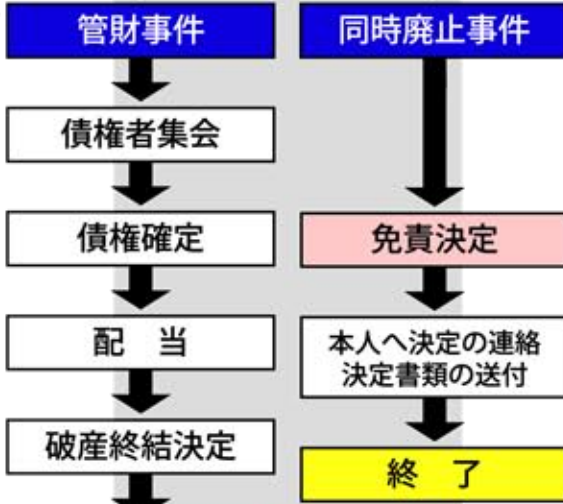 管財事件
債権者集会
債権確定
配　当
破産終結決定
同時廃止事件
免責決定
本人へ決定の連絡
決定書類の送付
終　了